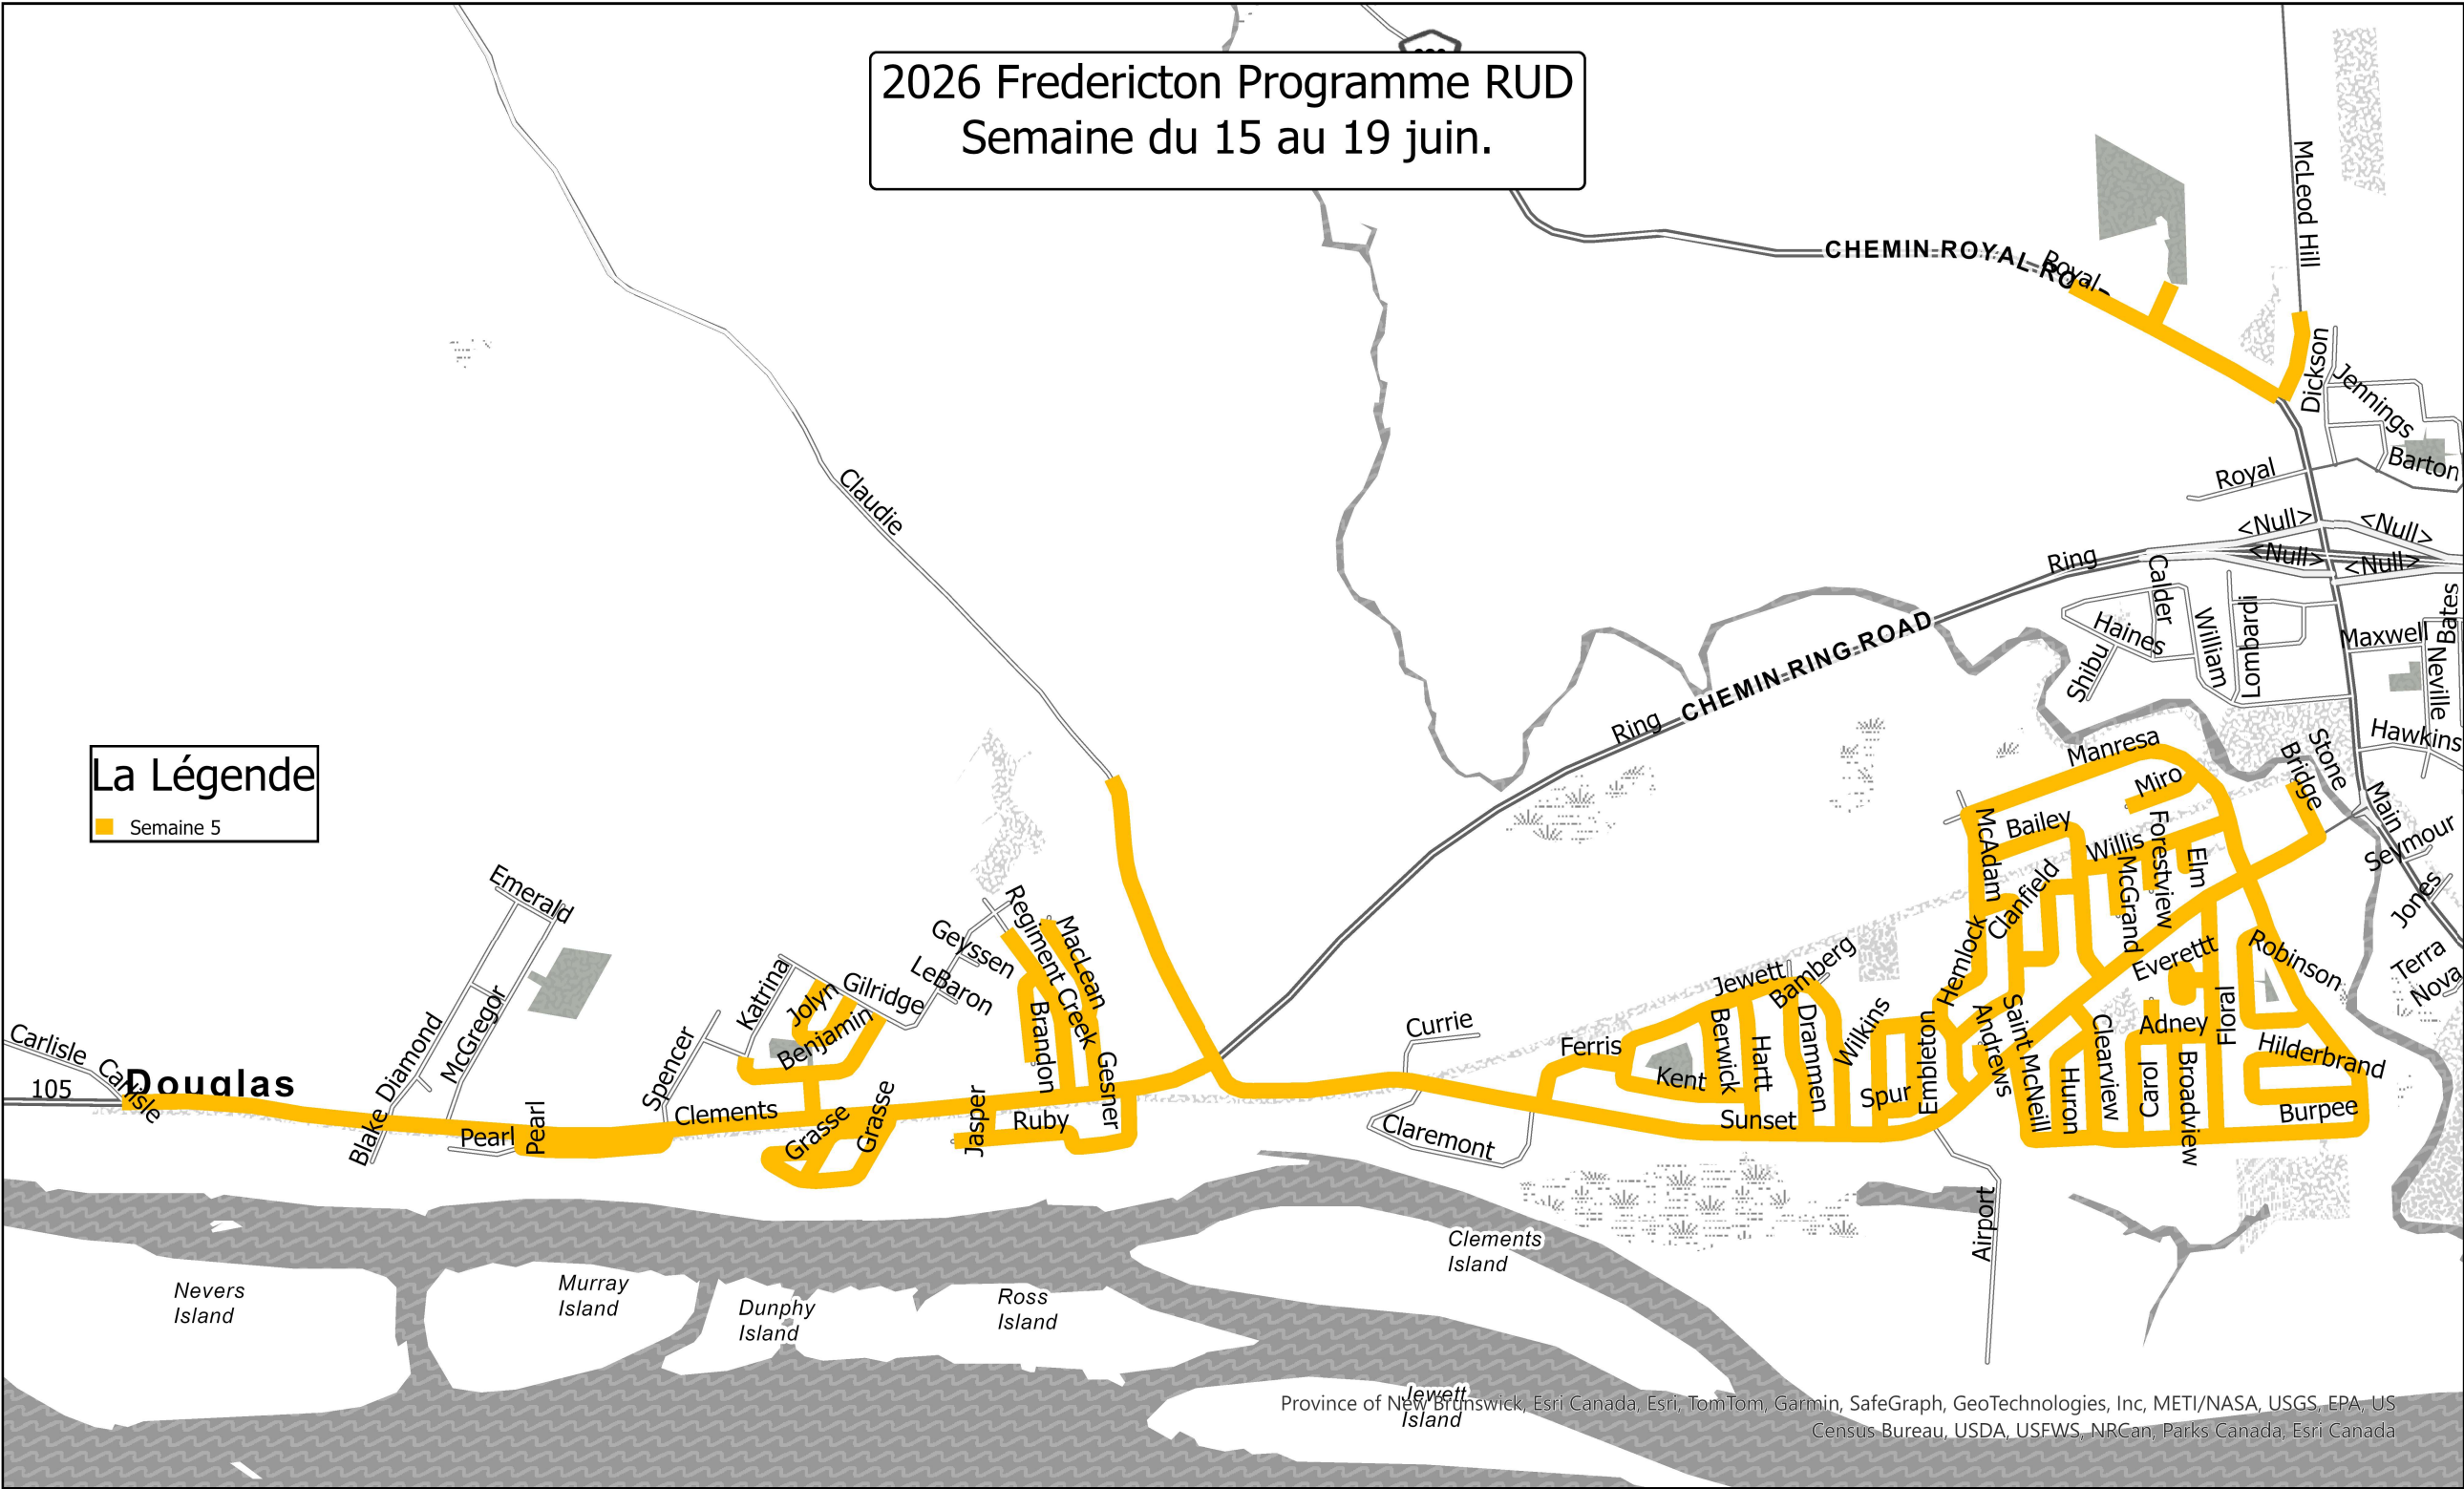 2026 Fredericton Programme RUD
Semaine du 15 au 19 juin.
McLeod Hill
CHEMIN ROYAL RO
Royal
Dickson
Jennings
Barton
Royal
<Null>
<Null>
<Null>
<Null>
Ring
Calder
Haines
William
Lombardi
Shibu
Maxwell
Bates
Neville
Hawkins
Claudie
CHEMIN RING ROAD
Ring
Manresa
Miro
Stone
Bridge
Main
Seymour
Jones
Terra
Nova
La Légende
Semaine 5
McAdam
Bailey
Willis
Forestview
Elm
McGrand
Clanfield
Hemlock
Everettt
Robinson
Emerald
McGregor
Diamond
Blake
Carlisle
Carlisle
105
Douglas
Pearl
Pearl
Spencer
Katrina
Jolyn
Gilridge
Benjamin
LeBaron
Geyssen
Regiment Creek
MacLean
Brandon
Gesner
Clements
Grasse
Grasse
Jasper
Ruby
Currie
Claremont
Ferris
Jewett
Bamberg
Kent
Berwick
Hartt
Drammen
Wilkins
Spur
Sunset
Embleton
Andrews
Saint McNeill
Huron
Clearview
Adney
Carol
Broadview
Floral
Hilderbrand
Burpee
Airport
Nevers
Island
Murray
Island
Dunphy
Island
Ross
Island
Clements
Island
Jewett
Island
Province of New Brunswick, Esri Canada, Esri, TomTom, Garmin, SafeGraph, GeoTechnologies, Inc, METI/NASA, USGS, EPA, US
Census Bureau, USDA, USFWS, NRCan, Parks Canada, Esri Canada